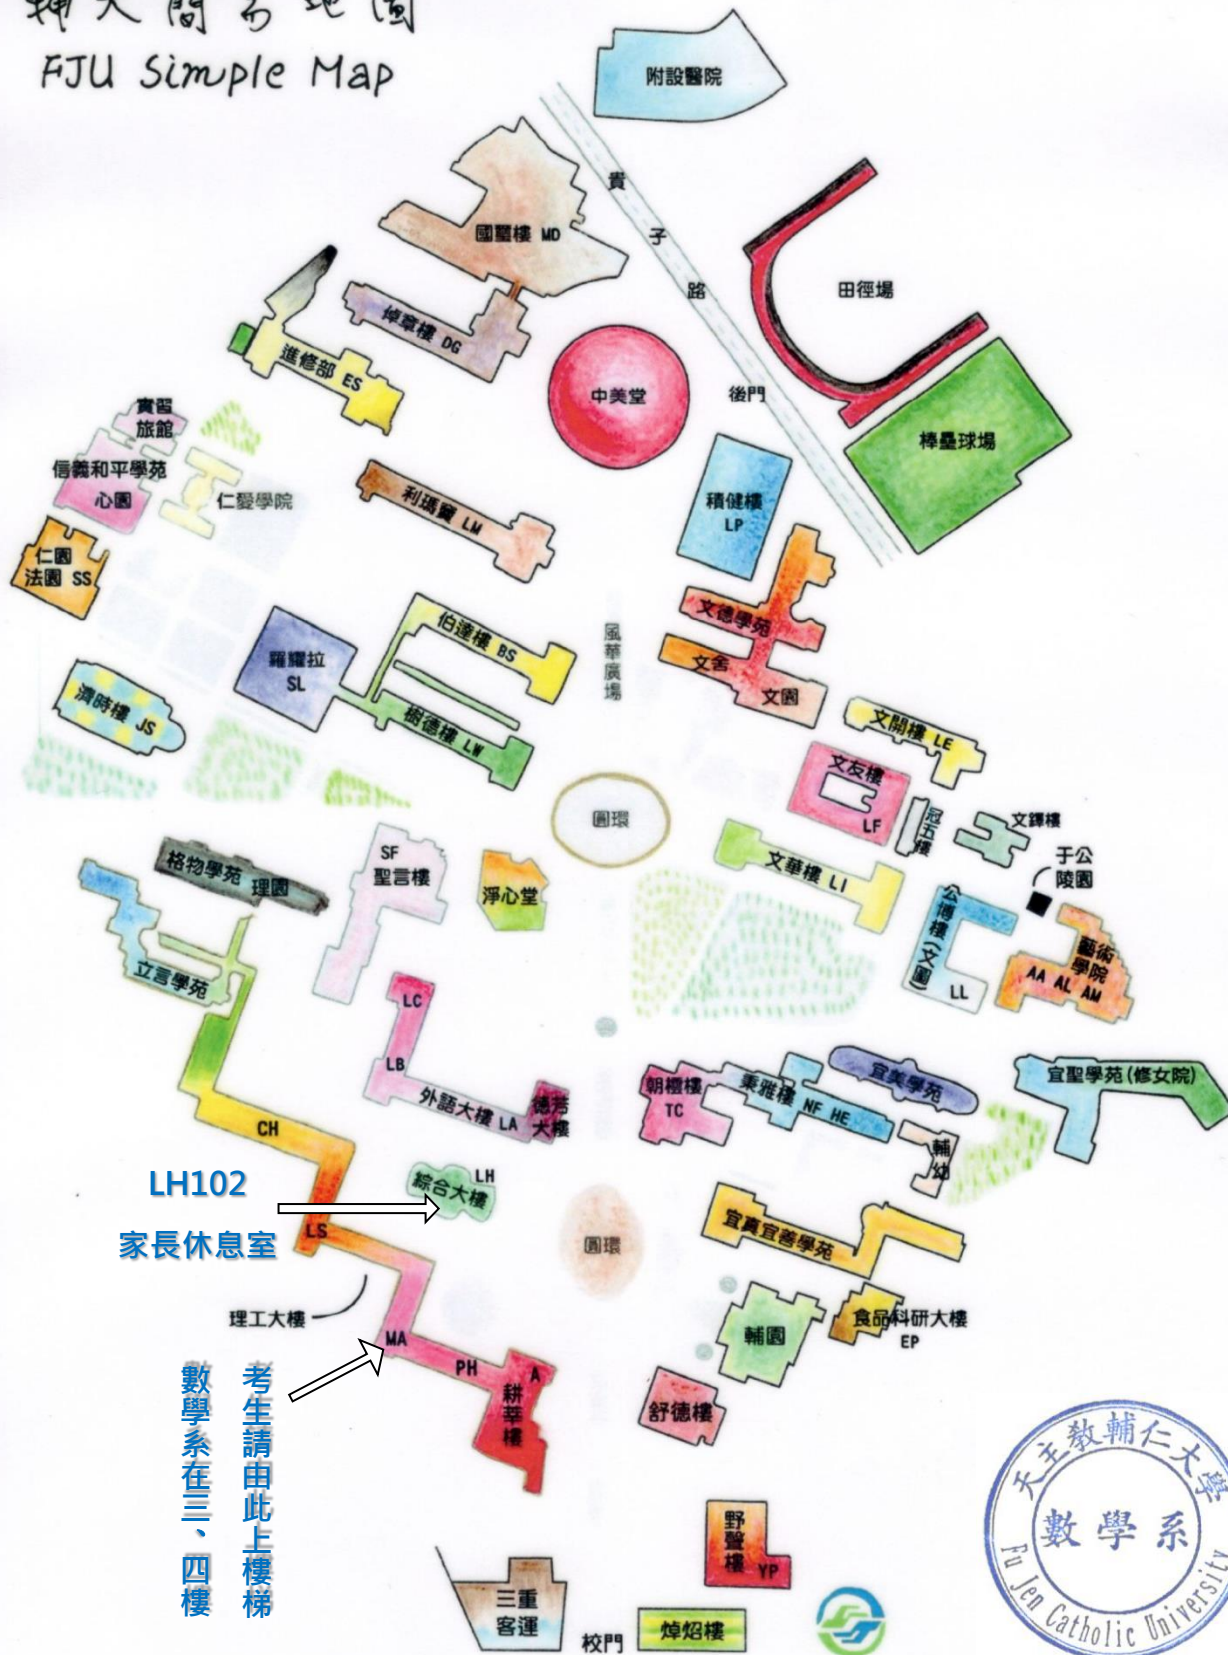 輔大簡易地圖
FJU Simple Map
附設醫院
貴子路
國璽樓 MD
田徑場
倬章樓 DG
進修部 ES
中美堂
後門
棒壘球場
實習
旅館
信義和平學苑
心園
仁愛學院
利瑪竇 LM
積健樓
LP
仁園
法園 SS
文德學苑
伯達樓 BS
風華廣場
羅耀拉
SL
文舍
文園
濟時樓 JS
樹德樓 LW
文開樓 LE
文友樓
LF
冠五樓
文鐸樓
圓環
于公
陵園
格物學苑 理園
SF
聖言樓
淨心堂
文華樓 LI
公博樓(文圖)
LL
藝術
學院
AA AL AM
立言學苑
LC
LB
外語大樓 LA
德芳
大樓
朝橒樓
TC
秉雅樓 NF HE
宜美學苑
宜聖學苑(修女院)
輔幼
CH
LH102
家長休息室
LH
綜合大樓
LS
圓環
宜真宜善學苑
理工大樓
MA
PH
A
耕莘樓
輔園
食品科研大樓
EP
舒德樓
考生請由此上樓梯
數學系在三、四樓
野聲樓
YP
三重
客運
校門
焯炤樓
天主教輔仁大學
數學系
Fu Jen Catholic University